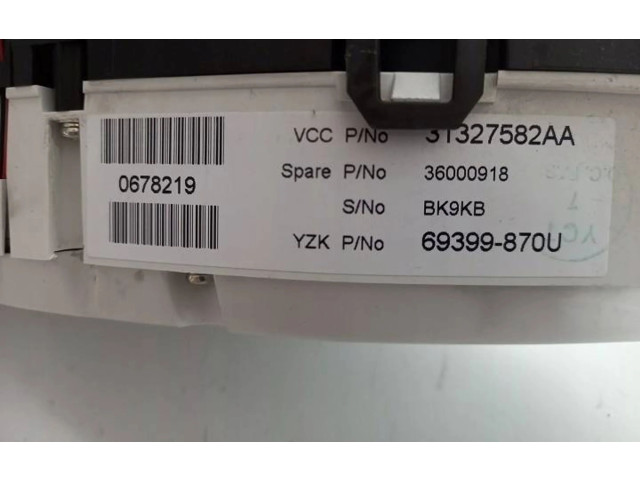 0678219
VCC P/No 31327582AA
Spare P/No 36000918
S/No BK9KB
YZK P/No 69399-870U